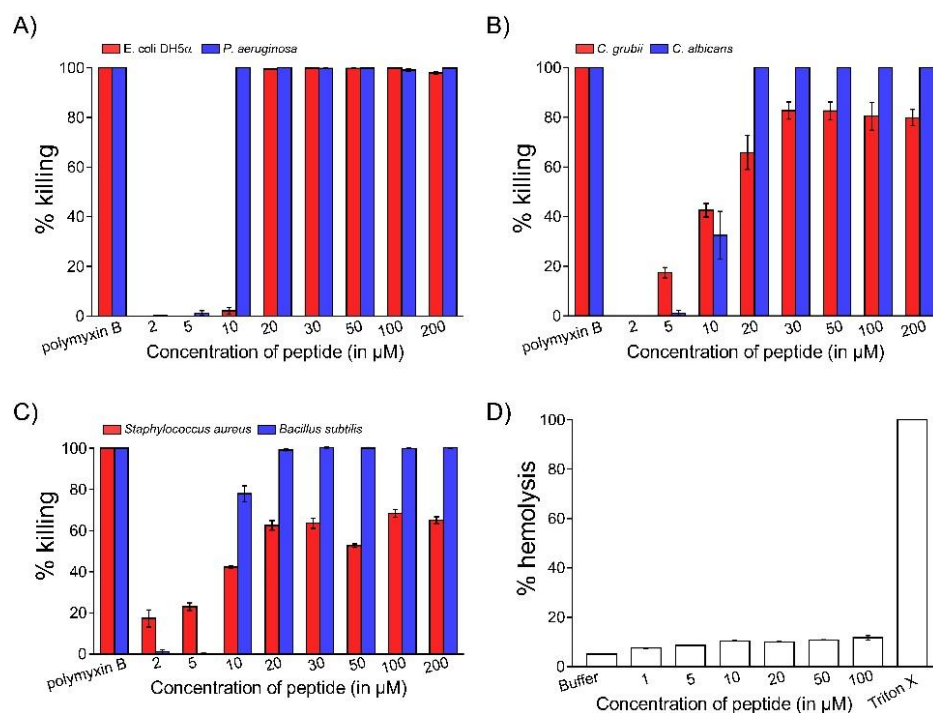 A)
E. coli DH5α P. aeruginosa
100
80
60
40
20
0
% killing
polymyxin B 2 5 10 20 30 50 100 200
Concentration of peptide (in µM)
B)
C. grubii C. albicans
100
80
60
40
20
0
% killing
polymyxin B 2 5 10 20 30 50 100 200
Concentration of peptide (in µM)
C)
Staphylococcus aureus Bacillus subtilis
100
80
60
40
20
0
% killing
polymyxin B 2 5 10 20 30 50 100 200
Concentration of peptide (in µM)
D)
100
80
60
40
20
0
% hemolysis
Buffer 1 5 10 20 50 100 Triton X
Concentration of peptide (in µM)